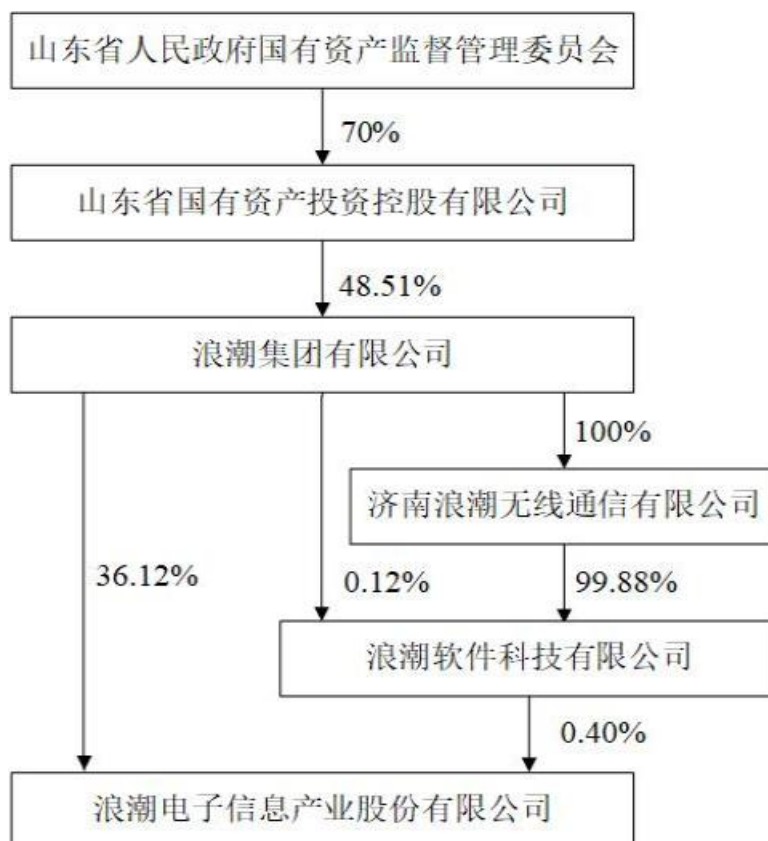 山东省人民政府国有资产监督管理委员会
70%
山东省国有资产投资控股有限公司
48.51%
浪潮集团有限公司
100%
济南浪潮无线通信有限公司
36.12%
0.12%
99.88%
浪潮软件科技有限公司
0.40%
浪潮电子信息产业股份有限公司